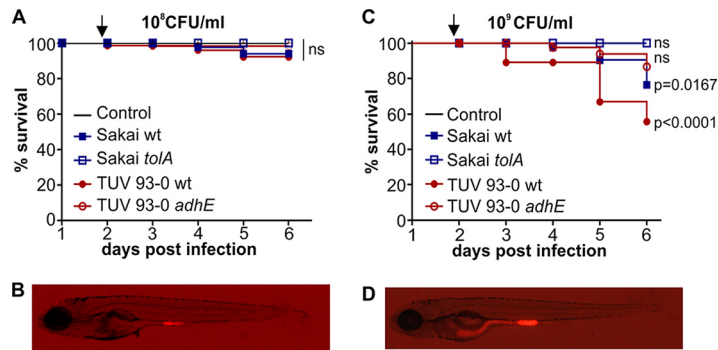 A
10⁸CFU/ml
% survival
100
80
60
40
20
0
ns
Control
Sakai wt
Sakai tolA
TUV 93-0 wt
TUV 93-0 adhE
1 2 3 4 5 6
days post infection
B
C
10⁹CFU/ml
% survival
100
80
60
40
20
0
ns
ns
p=0.0167
p<0.0001
Control
Sakai wt
Sakai tolA
TUV 93-0 wt
TUV 93-0 adhE
1 2 3 4 5 6
days post infection
D